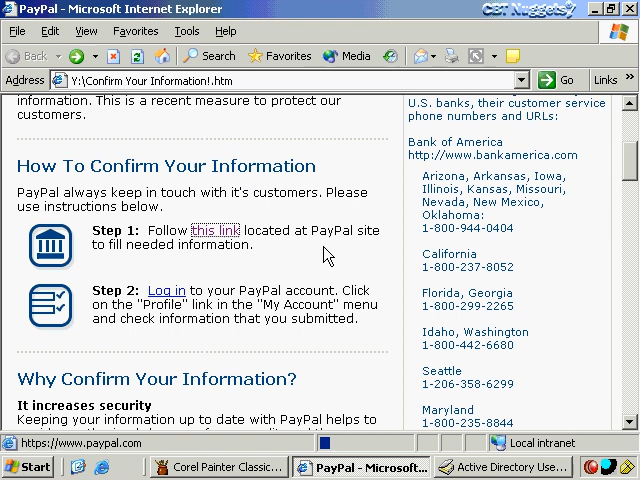 PayPal - Microsoft Internet Explorer
CBT Nuggets
File Edit View Favorites Tools Help
Back Search Favorites Media
Address Y:\Confirm Your Information!.htm Go Links
information. This is a recent measure to protect our
customers.
How To Confirm Your Information
PayPal always keep in touch with it's customers. Please
use instructions below.
Step 1: Follow this link located at PayPal site
to fill needed information.
Step 2: Log in to your PayPal account. Click
on the "Profile" link in the "My Account" menu
and check information that you submitted.
Why Confirm Your Information?
It increases security
Keeping your information up to date with PayPal helps to
U.S. banks, their customer service
phone numbers and URLs:
Bank of America
http://www.bankamerica.com
Arizona, Arkansas, Iowa,
Illinois, Kansas, Missouri,
Nevada, New Mexico,
Oklahoma:
1-800-944-0404
California
1-800-237-8052
Florida, Georgia
1-800-299-2265
Idaho, Washington
1-800-442-6680
Seattle
1-206-358-6299
Maryland
1-800-235-8844
https://www.paypal.com
Local intranet
Start Corel Painter Classic... PayPal - Microsoft... Active Directory Use...